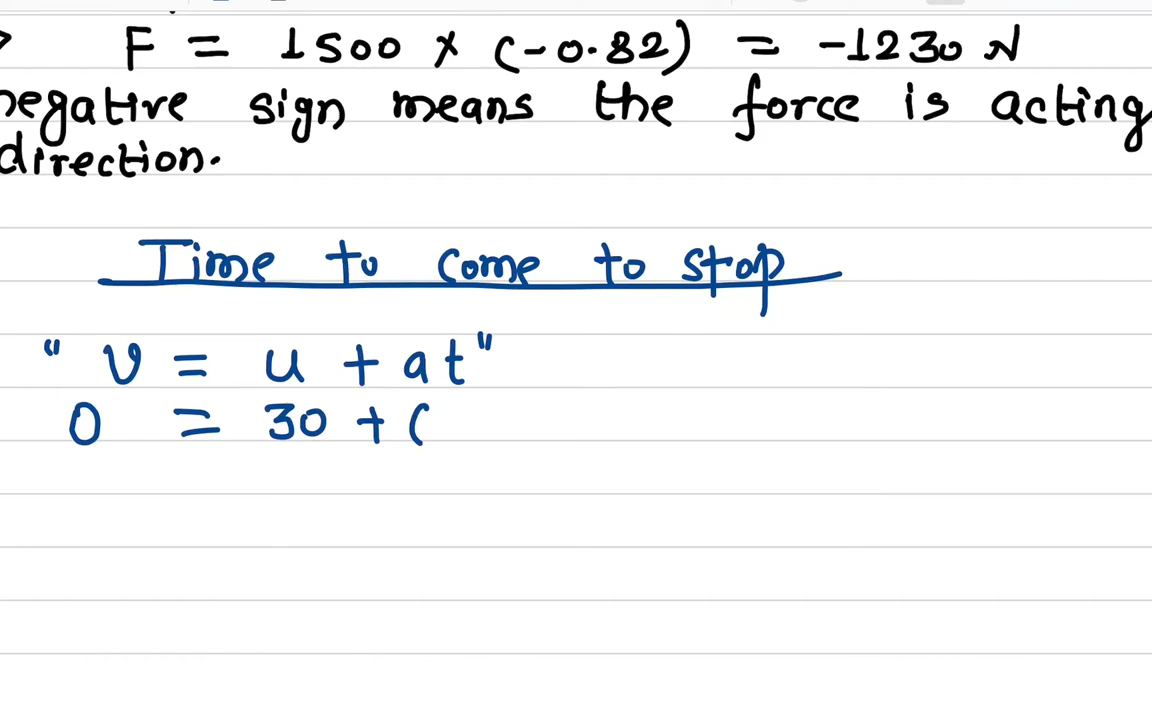 F = 1500 × (-0.82) = -1230 N
negative sign means the force is acting
direction.
Time to come to stop
" v = u + at "
0 = 30 + (